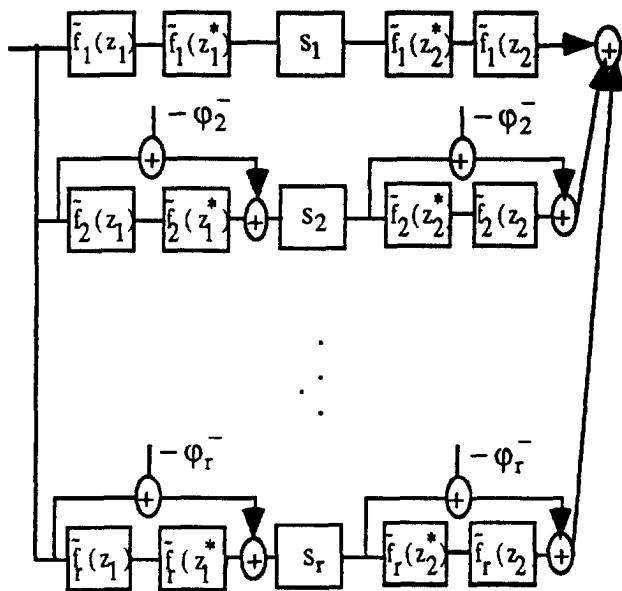 f̃₁(z₁) f̃₁(z₁*) s₁ f̃₁(z₂*) f̃₁(z₂) +
−φ₂⁻ −φ₂⁻
+ +
f̃₂(z₁) f̃₂(z₁*) + s₂ f̃₂(z₂*) f̃₂(z₂) +
−φᵣ⁻ −φᵣ⁻
+ +
f̃ᵣ(z₁) f̃ᵣ(z₁*) + sᵣ f̃ᵣ(z₂*) f̃ᵣ(z₂) +